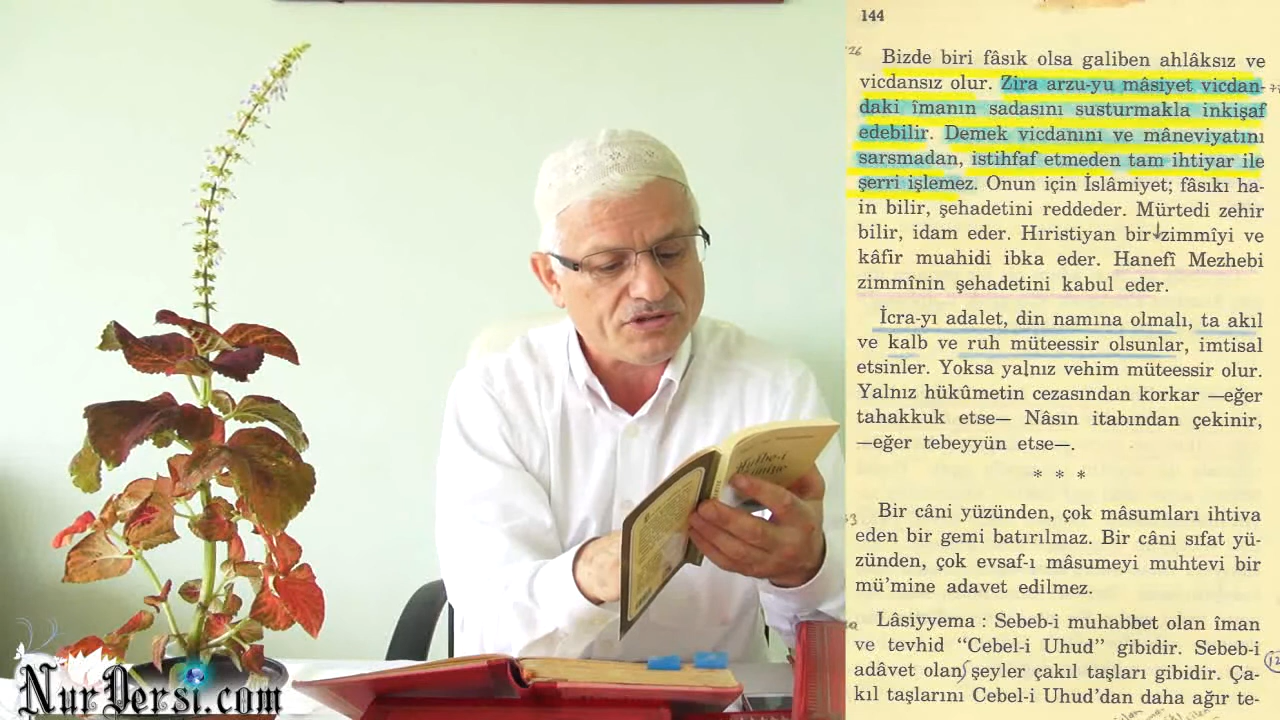 144
Bizde biri fâsık olsa galiben ahlâksız ve
vicdansız olur. Zira arzu-yu mâsiyet vicdan-
daki îmanın sadasını susturmakla inkişaf
edebilir. Demek vicdanını ve mâneviyatını
sarsmadan, istihfaf etmeden tam ihtiyar ile
şerri işlemez. Onun için İslâmiyet; fâsıkı ha-
in bilir, şehadetini reddeder. Mürtedi zehir
bilir, idam eder. Hıristiyan bir zimmîyi ve
kâfir muahidi ibka eder. Hanefî Mezhebi
zimmînin şehadetini kabul eder.
İcra-yı adalet, din namına olmalı, ta akıl
ve kalb ve ruh müteessir olsunlar, imtisal
etsinler. Yoksa yalnız vehim müteessir olur.
Yalnız hükûmetin cezasından korkar —eğer
tahakkuk etse— Nâsın itabından çekinir,
—eğer tebeyyün etse—.
* * *
Bir câni yüzünden, çok mâsumları ihtiva
eden bir gemi batırılmaz. Bir câni sıfat yü-
zünden, çok evsaf-ı mâsumeyi muhtevi bir
mü'mine adavet edilmez.
Lâsiyyema : Sebeb-i muhabbet olan îman
ve tevhid "Cebel-i Uhud" gibidir. Sebeb-i
adâvet olan şeyler çakıl taşları gibidir. Ça-
kıl taşlarını Cebel-i Uhud'dan daha ağır te-
NurDersi.com